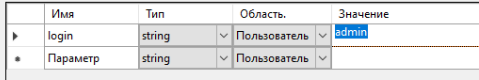 Имя Тип Область. Значение
login string Пользователь admin
Параметр string Пользователь